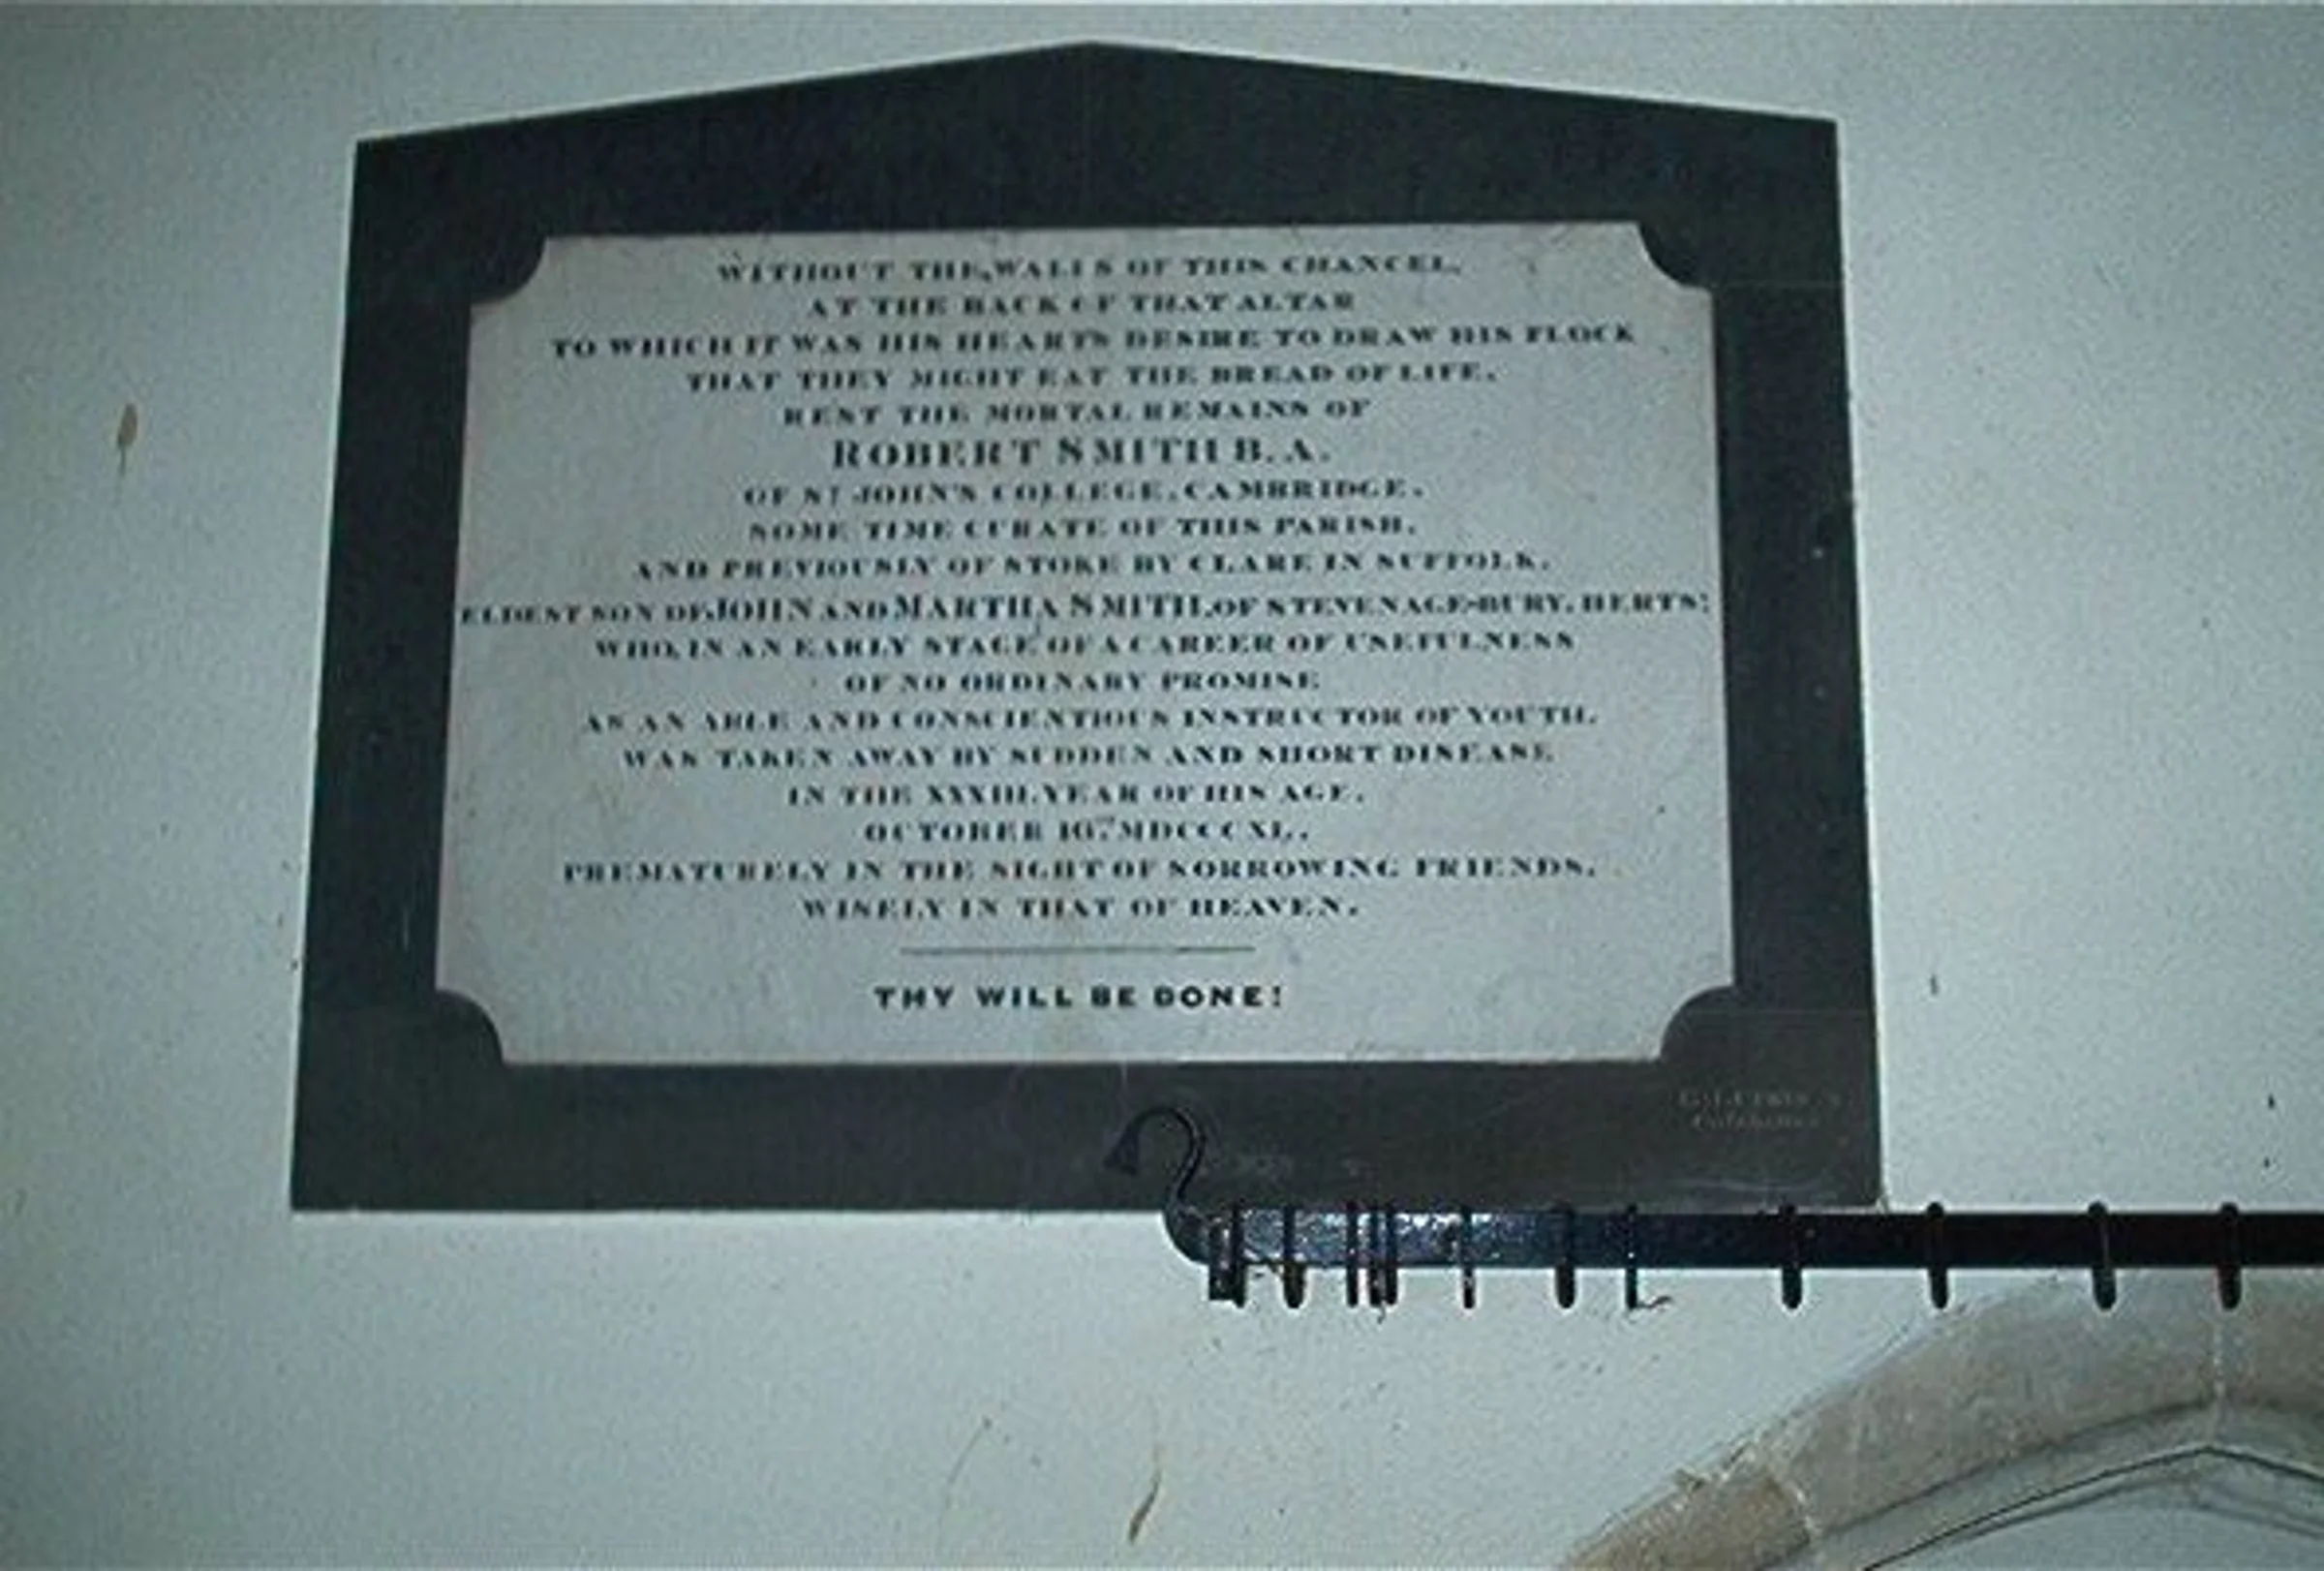 WITHOUT THE WALLS OF THIS CHANCEL,
AT THE BACK OF THAT ALTAR
TO WHICH IT WAS HIS HEARTS DESIRE TO DRAW HIS FLOCK
THAT THEY MIGHT EAT THE BREAD OF LIFE,
REST THE MORTAL REMAINS OF
ROBERT SMITH B.A.
OF ST JOHN'S COLLEGE, CAMBRIDGE,
SOME TIME CURATE OF THIS PARISH,
AND PREVIOUSLY OF STOKE BY CLARE IN SUFFOLK,
ELDEST SON OF JOHN AND MARTHA SMITH, OF STEVENAGE-BURY, HERTS:
WHO, IN AN EARLY STAGE OF A CAREER OF USEFULNESS
OF NO ORDINARY PROMISE
AS AN ABLE AND CONSCIENTIOUS INSTRUCTOR OF YOUTH,
WAS TAKEN AWAY BY SUDDEN AND SHORT DISEASE
IN THE XXXIII. YEAR OF HIS AGE,
OCTOBER 16TH MDCCCXL.
PREMATURELY IN THE SIGHT OF SORROWING FRIENDS,
WISELY IN THAT OF HEAVEN.
THY WILL BE DONE!